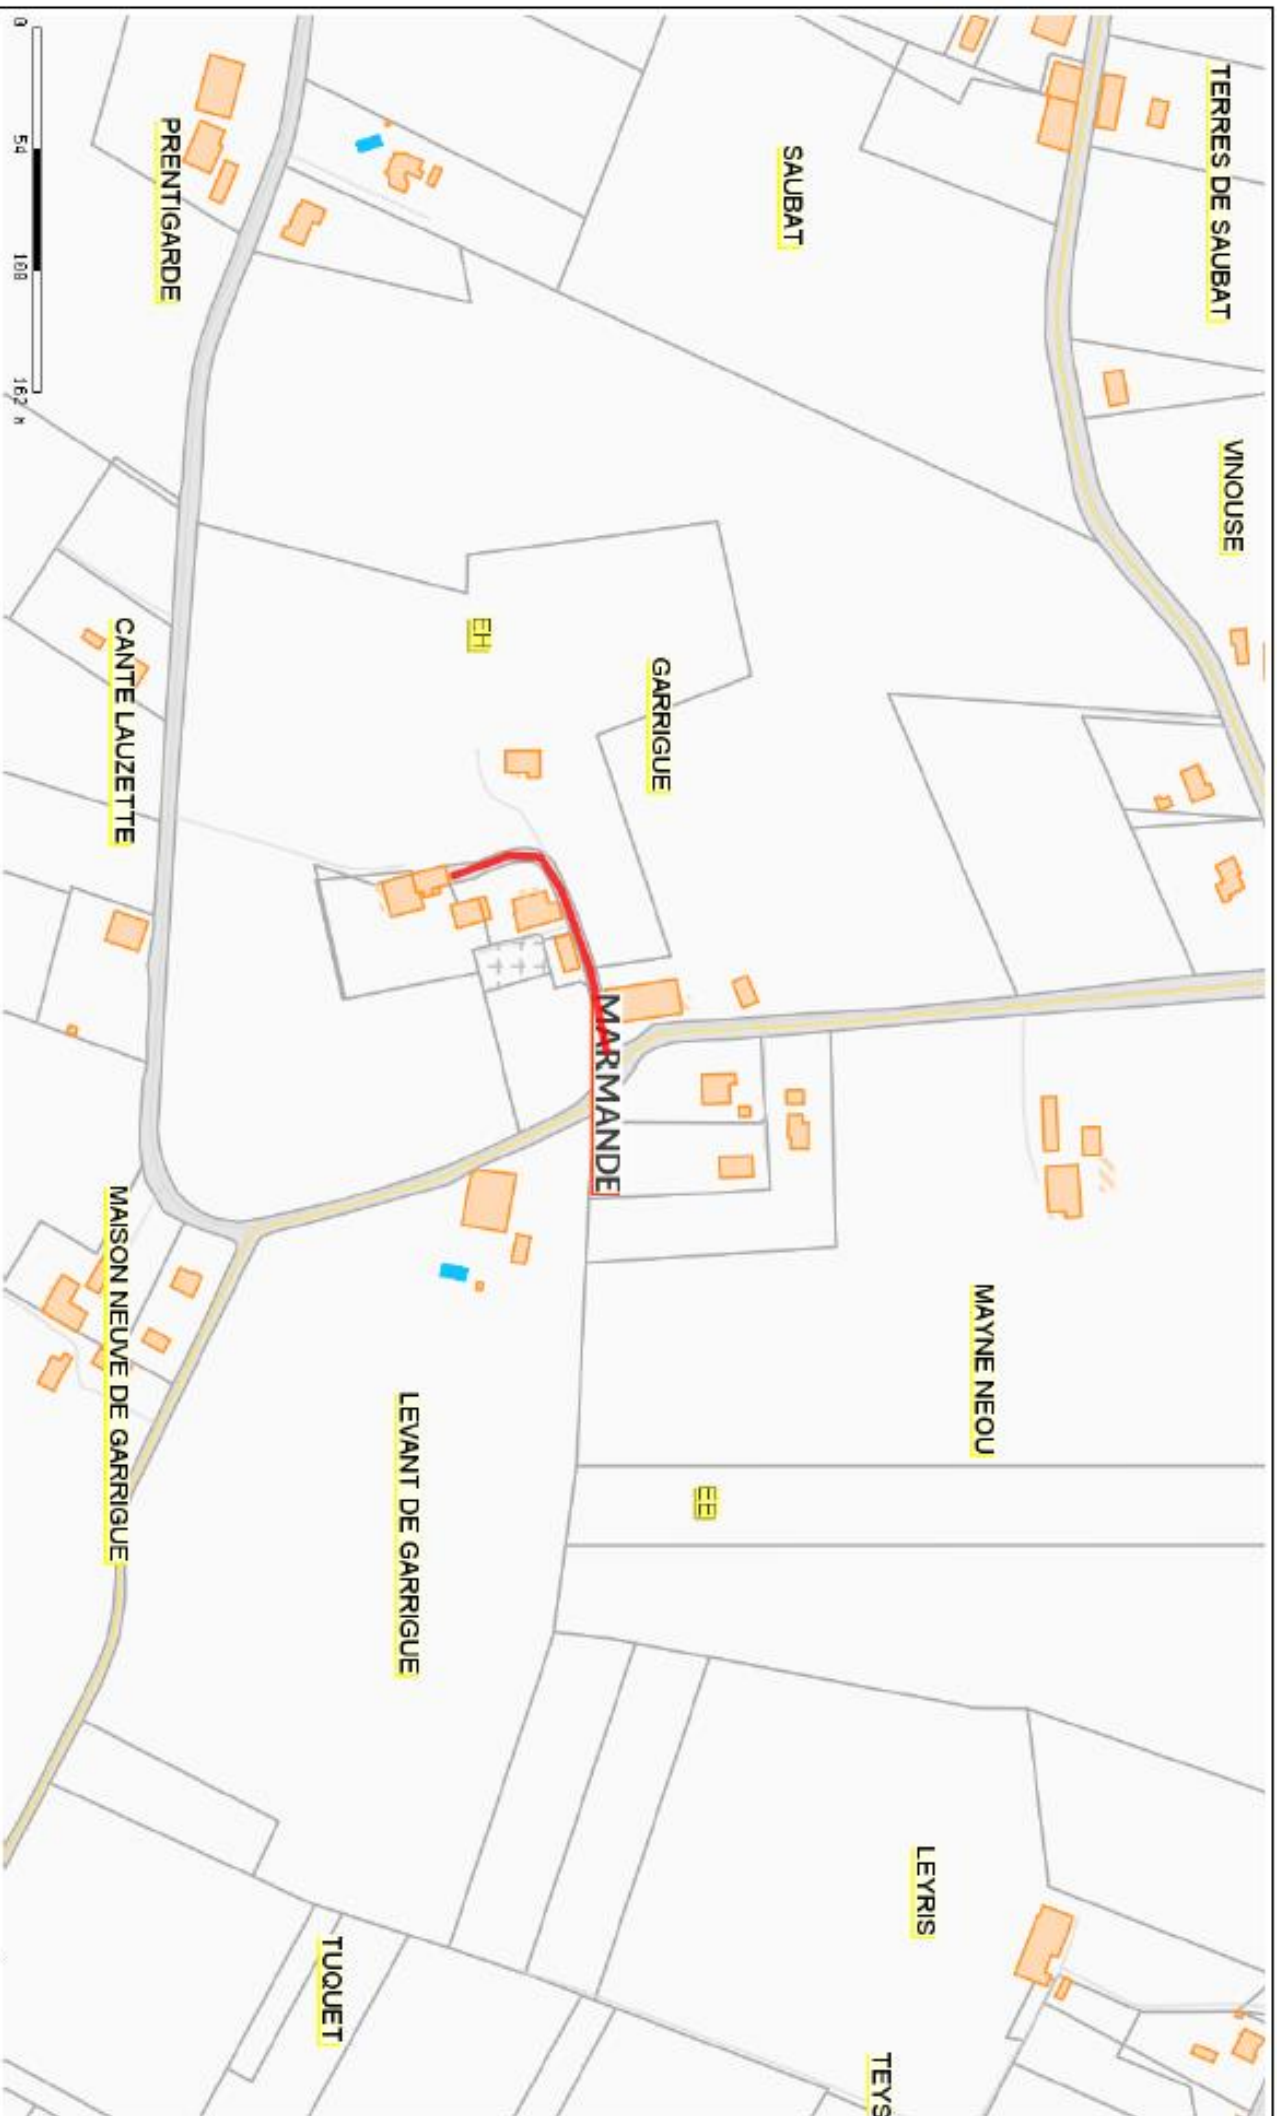 TERRES DE SAUBAT
VINOUSE
SAUBAT
MAYNE NEOU
LEYRIS
TEYS
GARRIGUE
EE
MARMANDE
EH
LEVANT DE GARRIGUE
TUQUET
PRENTIGARDE
CANTE LAUZETTE
MAISON NEUVE DE GARRIGUE
0 54 108 162 m